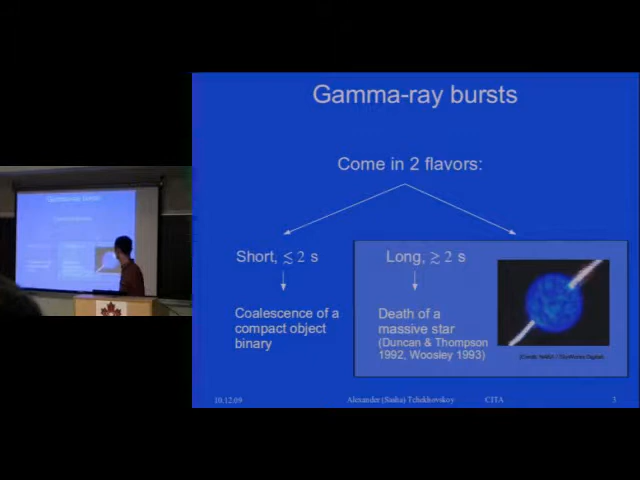 Gamma-ray bursts
Come in 2 flavors:
Short, ≲ 2 s
Long, ≳ 2 s
Coalescence of a
compact object
binary
Death of a
massive star
(Duncan & Thompson
1992, Woosley 1993)
10.12.09 Alexander (Sasha) Tchekhovskoy CITA 3